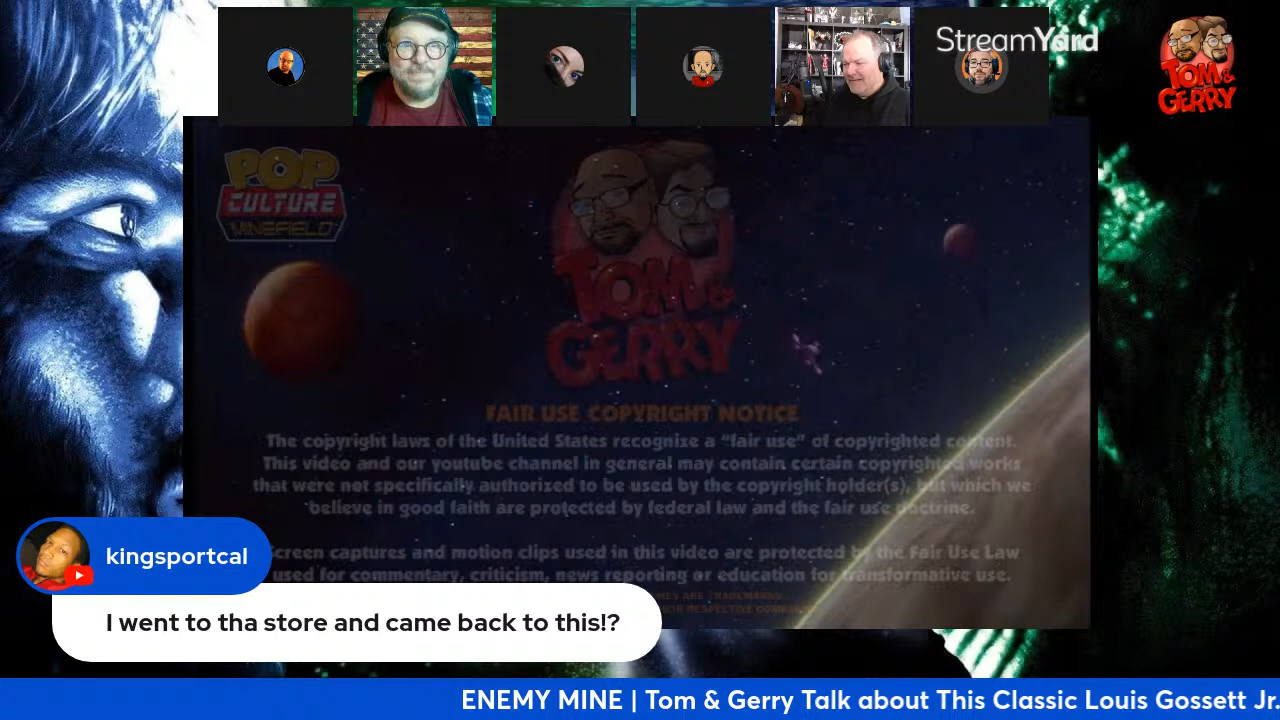 StreamYard
TOM &
GERRY
POP
CULTURE
MINEFIELD
TOM &
GERRY
FAIR USE COPYRIGHT NOTICE
The copyright laws of the United States recognize a “fair use” of copyrighted content.
This video and our youtube channel in general may contain certain copyrighted works
that were not specifically authorized to be used by the copyright holder(s), but which we
believe in good faith are protected by federal law and the fair use doctrine.
Screen captures and motion clips used in this video are protected by the Fair Use Law
used for commentary, criticism, news reporting or education for transformative use.
ARE TRADEMARKS
RESPECTIVE
kingsportcal
I went to tha store and came back to this!?
ENEMY MINE | Tom & Gerry Talk about This Classic Louis Gossett Jr.